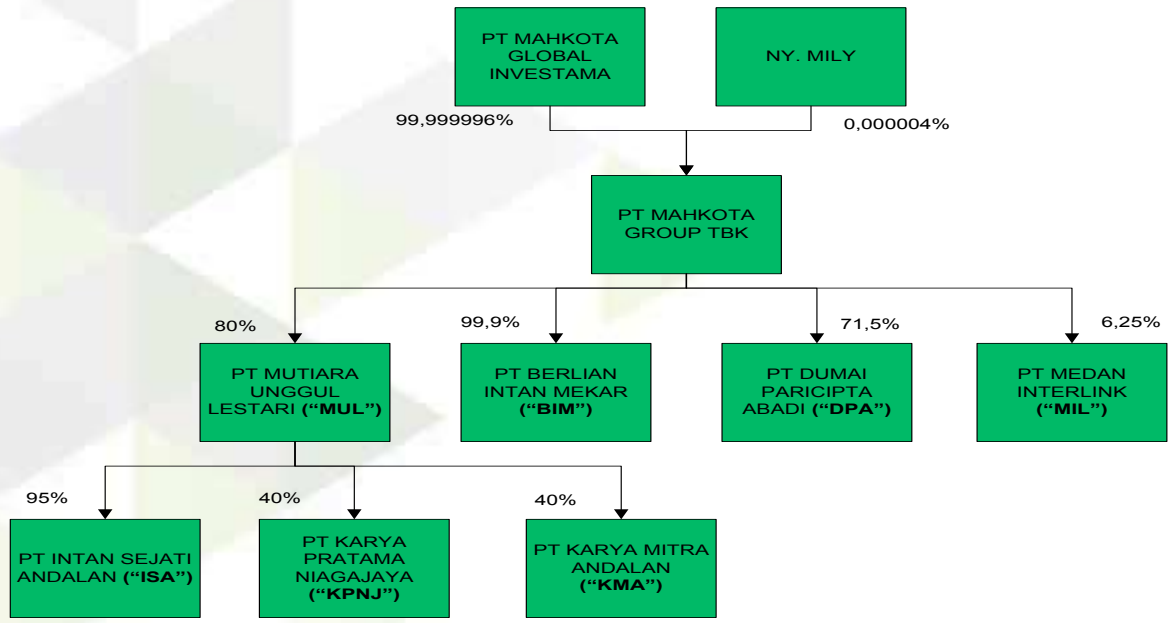 PT MAHKOTA
GLOBAL
INVESTAMA
NY. MILY
99,999996%
0,000004%
PT MAHKOTA
GROUP TBK
80%
99,9%
71,5%
6,25%
PT MUTIARA
UNGGUL
LESTARI (“MUL”)
PT BERLIAN
INTAN MEKAR
(“BIM”)
PT DUMAI
PARICIPTA
ABADI (“DPA”)
PT MEDAN
INTERLINK
(“MIL”)
95%
40%
40%
PT INTAN SEJATI
ANDALAN (“ISA”)
PT KARYA
PRATAMA
NIAGAJAYA
(“KPNJ”)
PT KARYA MITRA
ANDALAN
(“KMA”)